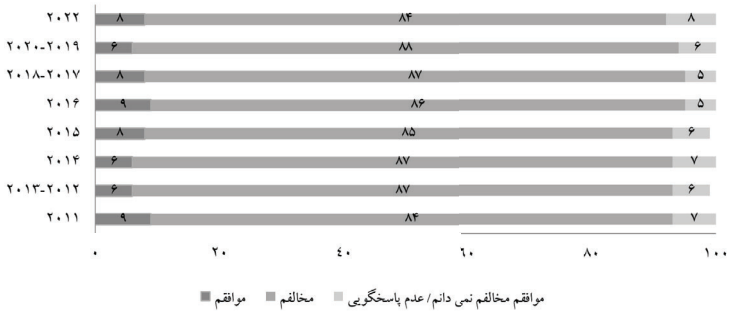 ۲۰۲۲ ۸ ۸۴ ۸
۲۰۲۰-۲۰۱۹ ۶ ۸۸ ۶
۲۰۱۸-۲۰۱۷ ۸ ۸۷ ۵
۲۰۱۶ ۹ ۸۶ ۵
۲۰۱۵ ۸ ۸۵ ۶
۲۰۱۴ ۶ ۸۷ ۷
۲۰۱۳-۲۰۱۲ ۶ ۸۷ ۶
۲۰۱۱ ۹ ۸۴ ۷
۰ ۲۰ ٤۰ ٦۰ ۸۰ ۱۰۰
موافقم مخالفم موافقم مخالفم نمی دانم/ عدم پاسخگویی